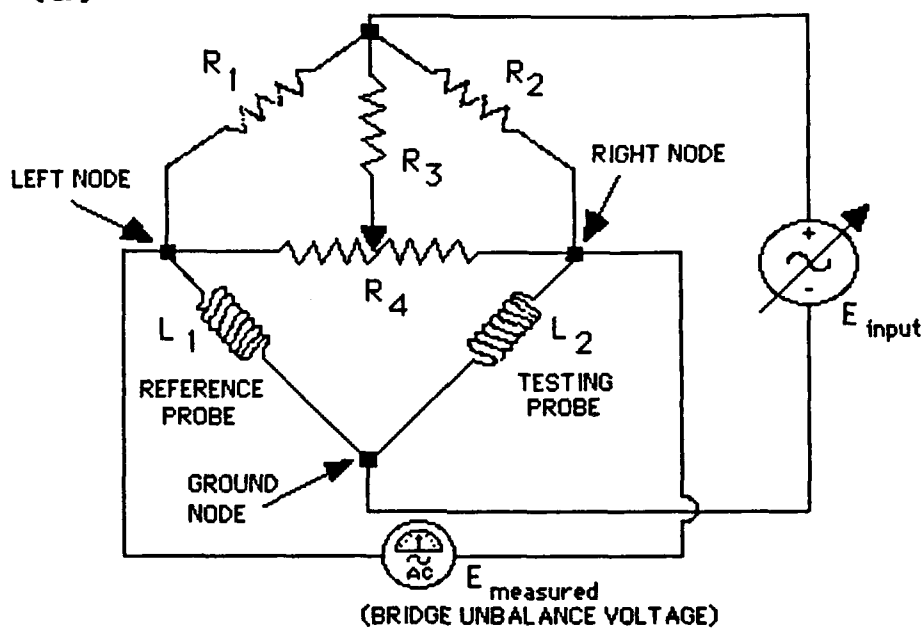 R1
R2
R3
RIGHT NODE
LEFT NODE
+
-
E input
R4
L1
L2
REFERENCE
PROBE
TESTING
PROBE
GROUND
NODE
AC
E measured
(BRIDGE UNBALANCE VOLTAGE)